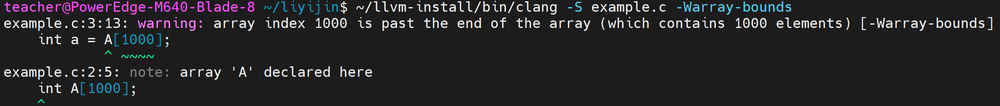 teacher@PowerEdge-M640-Blade-8 ~/liyijin$ ~/llvm-install/bin/clang -S example.c -Warray-bounds
example.c:3:13: warning: array index 1000 is past the end of the array (which contains 1000 elements) [-Warray-bounds]
    int a = A[1000];
            ^ ~~~~
example.c:2:5: note: array 'A' declared here
    int A[1000];
    ^